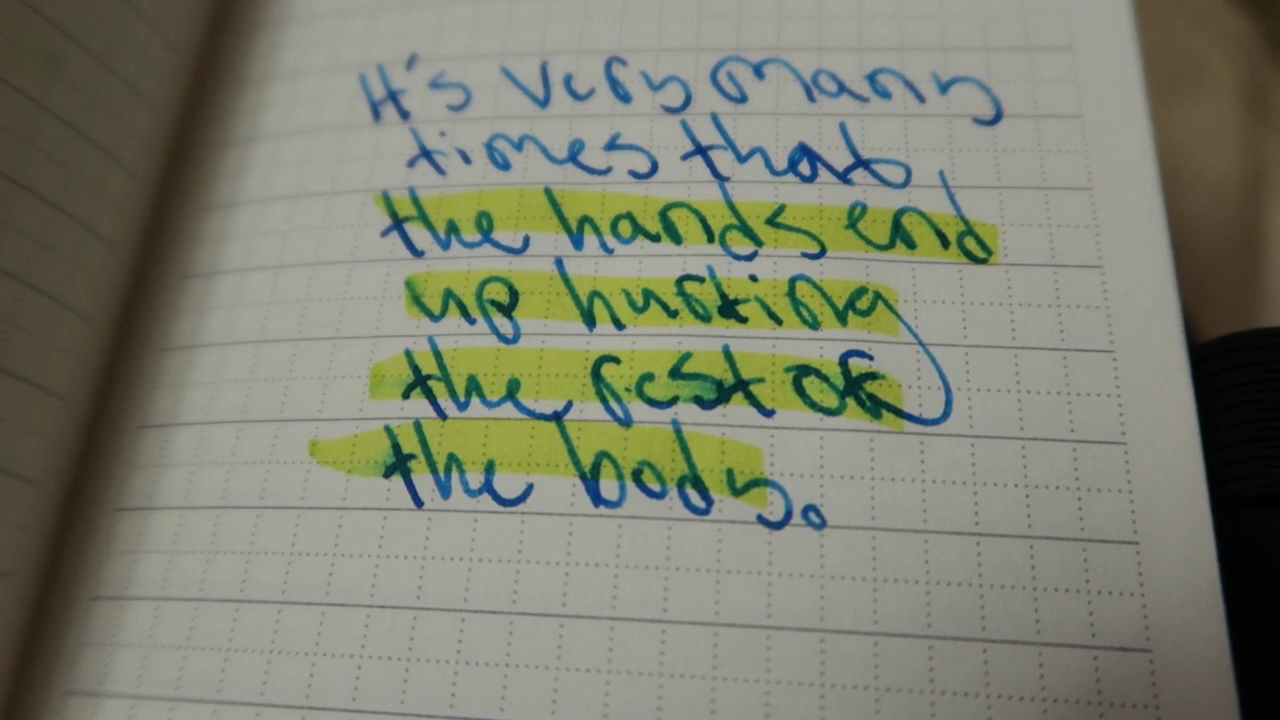 It's very many
times that,
the hands end
up hurting
the rest of
the body.